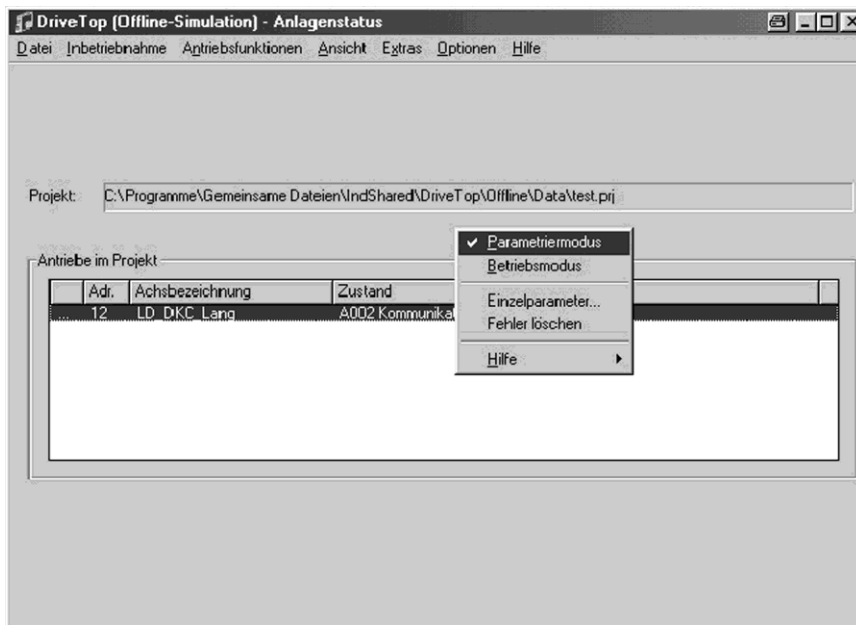 DriveTop (Offline-Simulation) - Anlagenstatus
Datei Inbetriebnahme Antriebsfunktionen Ansicht Extras Optionen Hilfe
Projekt: C:\Programme\Gemeinsame Dateien\IndShared\DriveTop\Offline\Data\test.prj
Antriebe im Projekt
Adr. Achsbezeichnung Zustand
... 12 LD_DKC_Lang A002 Kommunikat
Parametriermodus
Betriebsmodus
Einzelparameter...
Fehler löschen
Hilfe